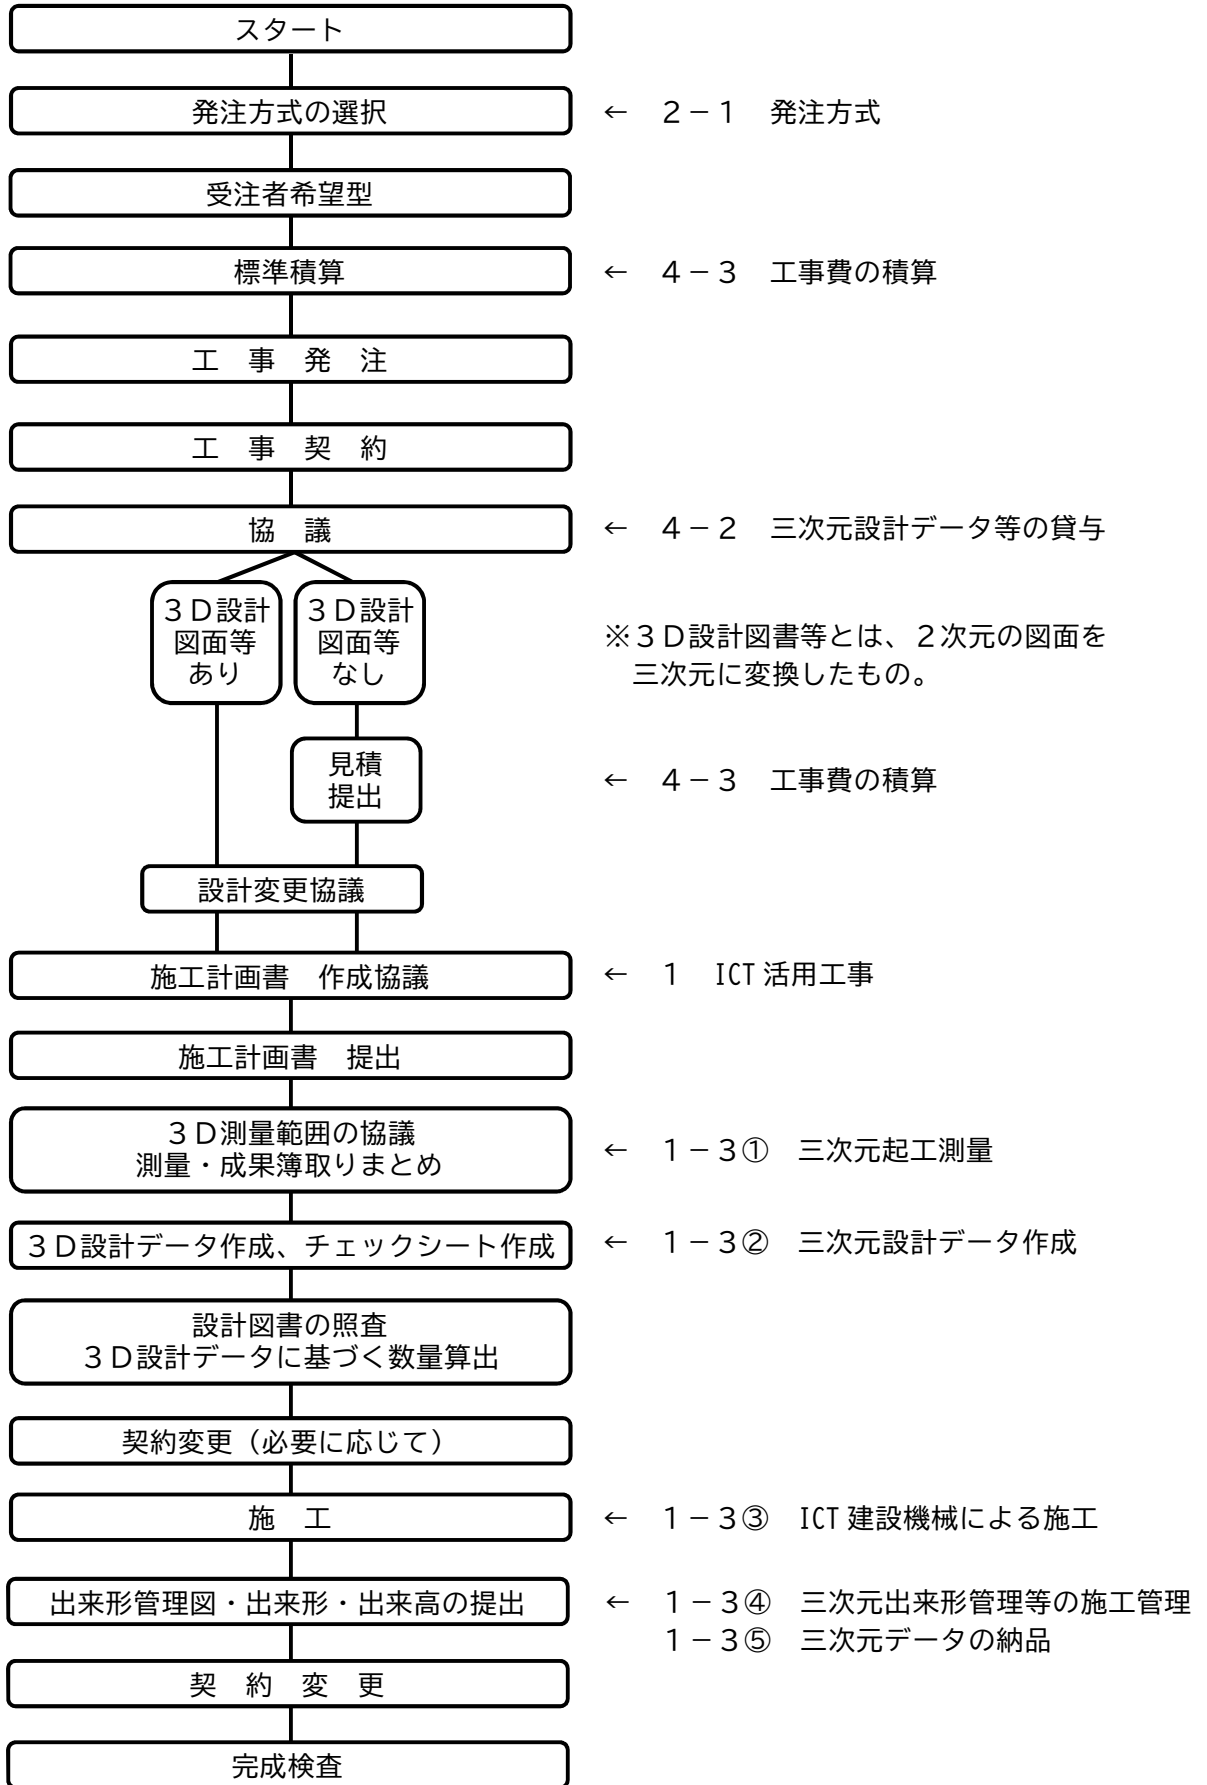 スタート
発注方式の選択
← 2－1 発注方式
受注者希望型
標準積算
← 4－3 工事費の積算
工 事 発 注
工 事 契 約
協 議
← 4－2 三次元設計データ等の貸与
3D設計
図面等
あり
3D設計
図面等
なし
※3D設計図書等とは、2次元の図面を
三次元に変換したもの。
見積
提出
← 4－3 工事費の積算
設計変更協議
施工計画書 作成協議
← 1 ICT活用工事
施工計画書 提出
3D測量範囲の協議
測量・成果簿取りまとめ
← 1－3① 三次元起工測量
3D設計データ作成、チェックシート作成
← 1－3② 三次元設計データ作成
設計図書の照査
3D設計データに基づく数量算出
契約変更（必要に応じて）
施 工
← 1－3③ ICT建設機械による施工
出来形管理図・出来形・出来高の提出
← 1－3④ 三次元出来形管理等の施工管理
1－3⑤ 三次元データの納品
契 約 変 更
完成検査